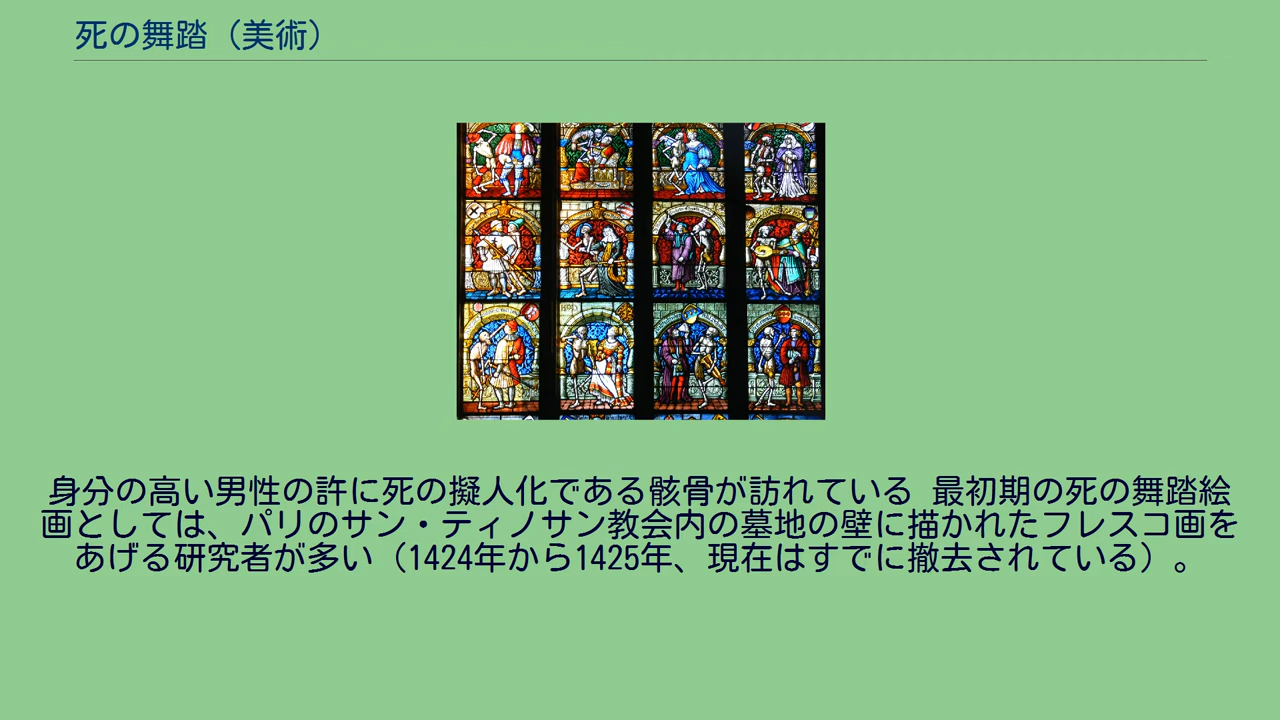 死の舞踏（美術）
身分の高い男性の許に死の擬人化である骸骨が訪れている 最初期の死の舞踏絵
画としては、パリのサン・ティノサン教会内の墓地の壁に描かれたフレスコ画を
あげる研究者が多い（1424年から1425年、現在はすでに撤去されている）。